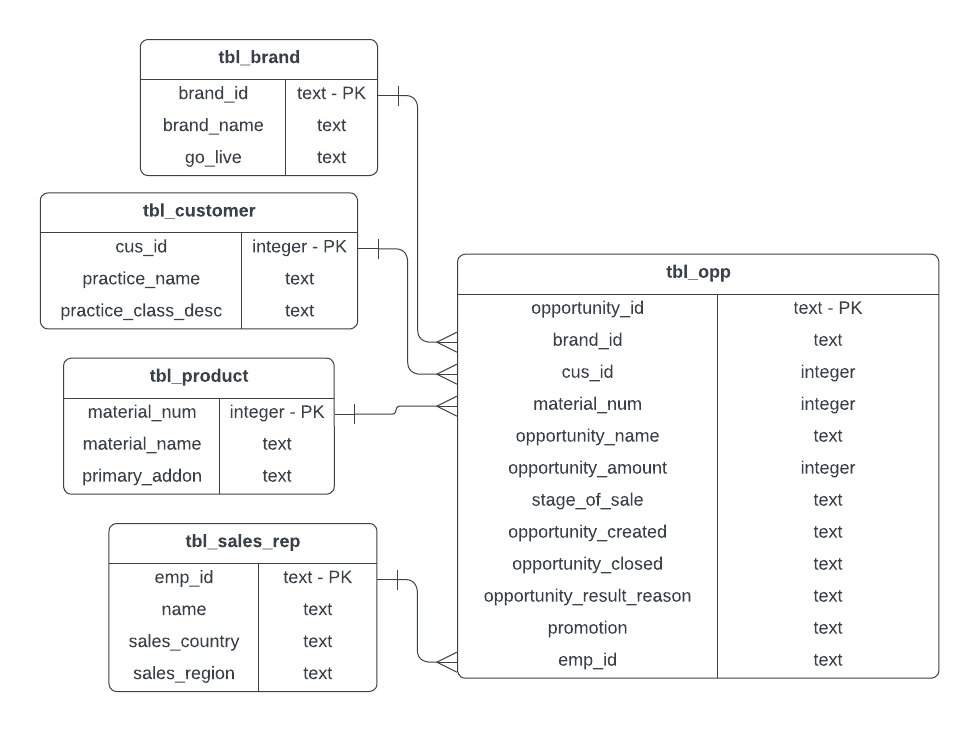 tbl_brand
brand_id text - PK
brand_name text
go_live text
tbl_customer
cus_id integer - PK
practice_name text
practice_class_desc text
tbl_product
material_num integer - PK
material_name text
primary_addon text
tbl_sales_rep
emp_id text - PK
name text
sales_country text
sales_region text
tbl_opp
opportunity_id text - PK
brand_id text
cus_id integer
material_num integer
opportunity_name text
opportunity_amount integer
stage_of_sale text
opportunity_created text
opportunity_closed text
opportunity_result_reason text
promotion text
emp_id text